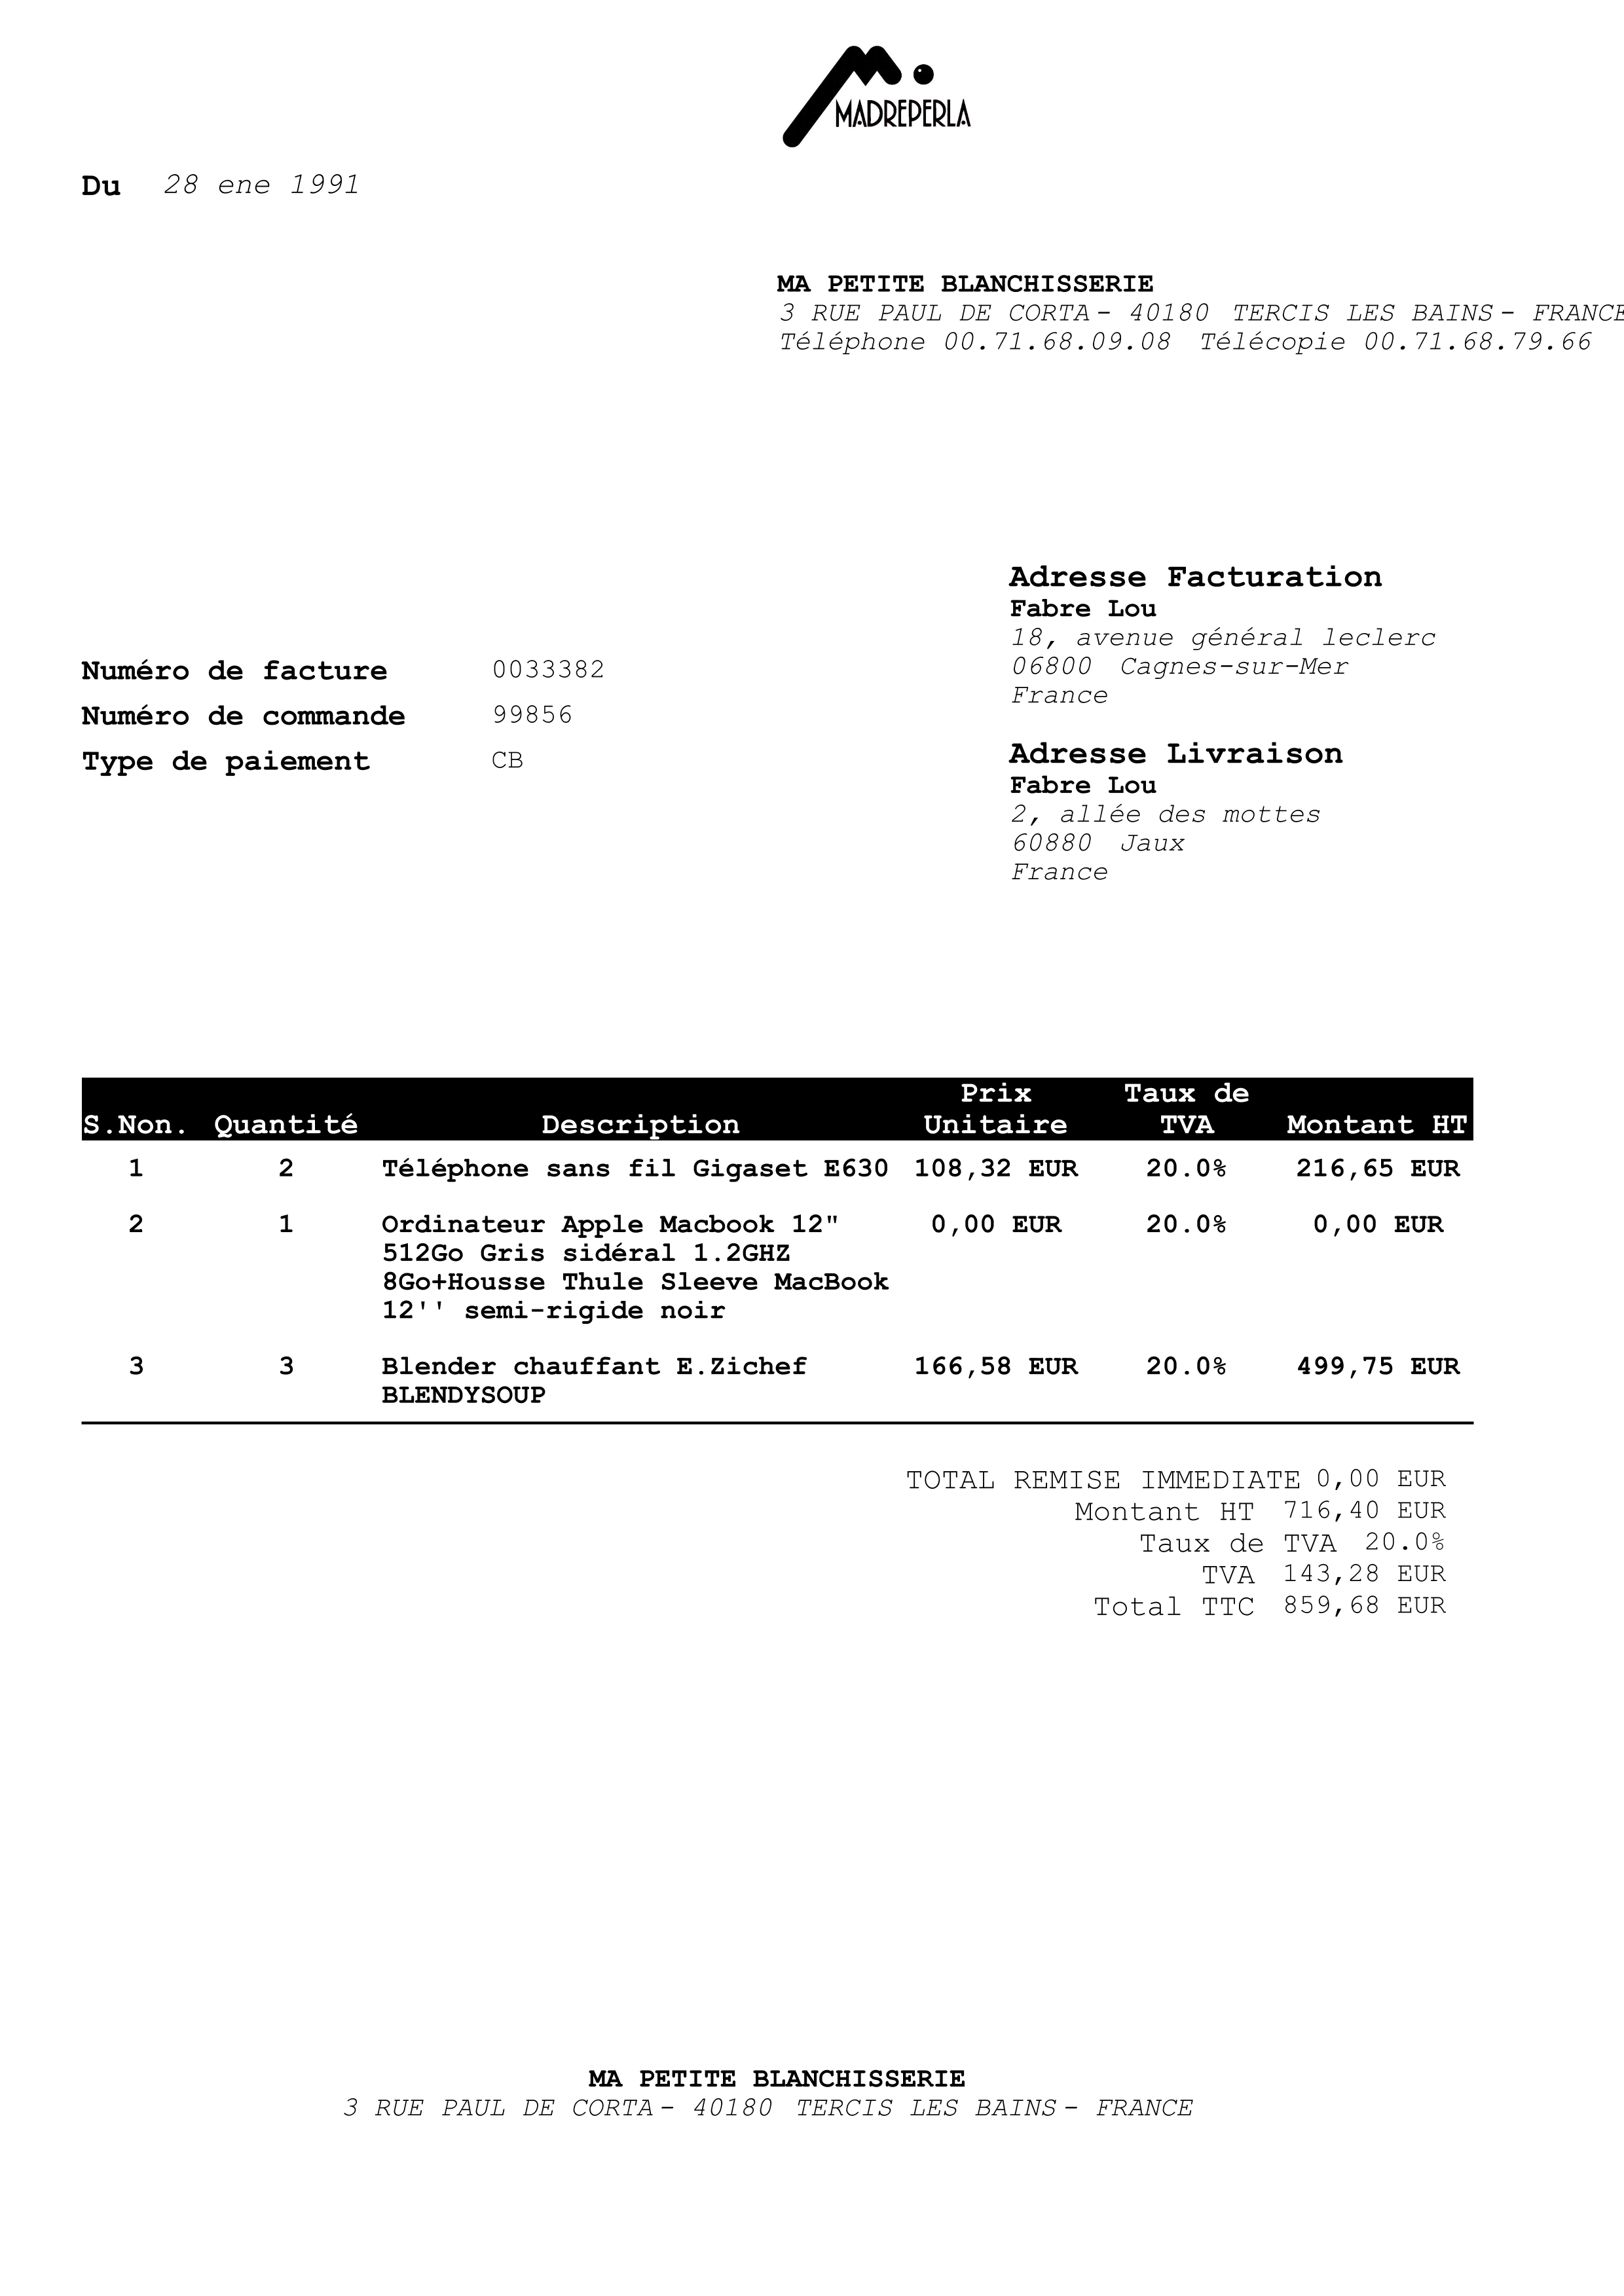 MADREPERLA
Du 28 ene 1991
MA PETITE BLANCHISSERIE
3 RUE PAUL DE CORTA - 40180 TERCIS LES BAINS - FRANCE
Téléphone 00.71.68.09.08 Télécopie 00.71.68.79.66
Adresse Facturation
Fabre Lou
18, avenue général leclerc
06800 Cagnes-sur-Mer
France
Numéro de facture 0033382
Numéro de commande 99856
Type de paiement CB
Adresse Livraison
Fabre Lou
2, allée des mottes
60880 Jaux
France
Prix Taux de
S.Non. Quantité Description Unitaire TVA Montant HT
1 2 Téléphone sans fil Gigaset E630 108,32 EUR 20.0% 216,65 EUR
2 1 Ordinateur Apple Macbook 12" 0,00 EUR 20.0% 0,00 EUR
512Go Gris sidéral 1.2GHZ
8Go+Housse Thule Sleeve MacBook
12'' semi-rigide noir
3 3 Blender chauffant E.Zichef 166,58 EUR 20.0% 499,75 EUR
BLENDYSOUP
TOTAL REMISE IMMEDIATE 0,00 EUR
Montant HT 716,40 EUR
Taux de TVA 20.0%
TVA 143,28 EUR
Total TTC 859,68 EUR
MA PETITE BLANCHISSERIE
3 RUE PAUL DE CORTA - 40180 TERCIS LES BAINS - FRANCE